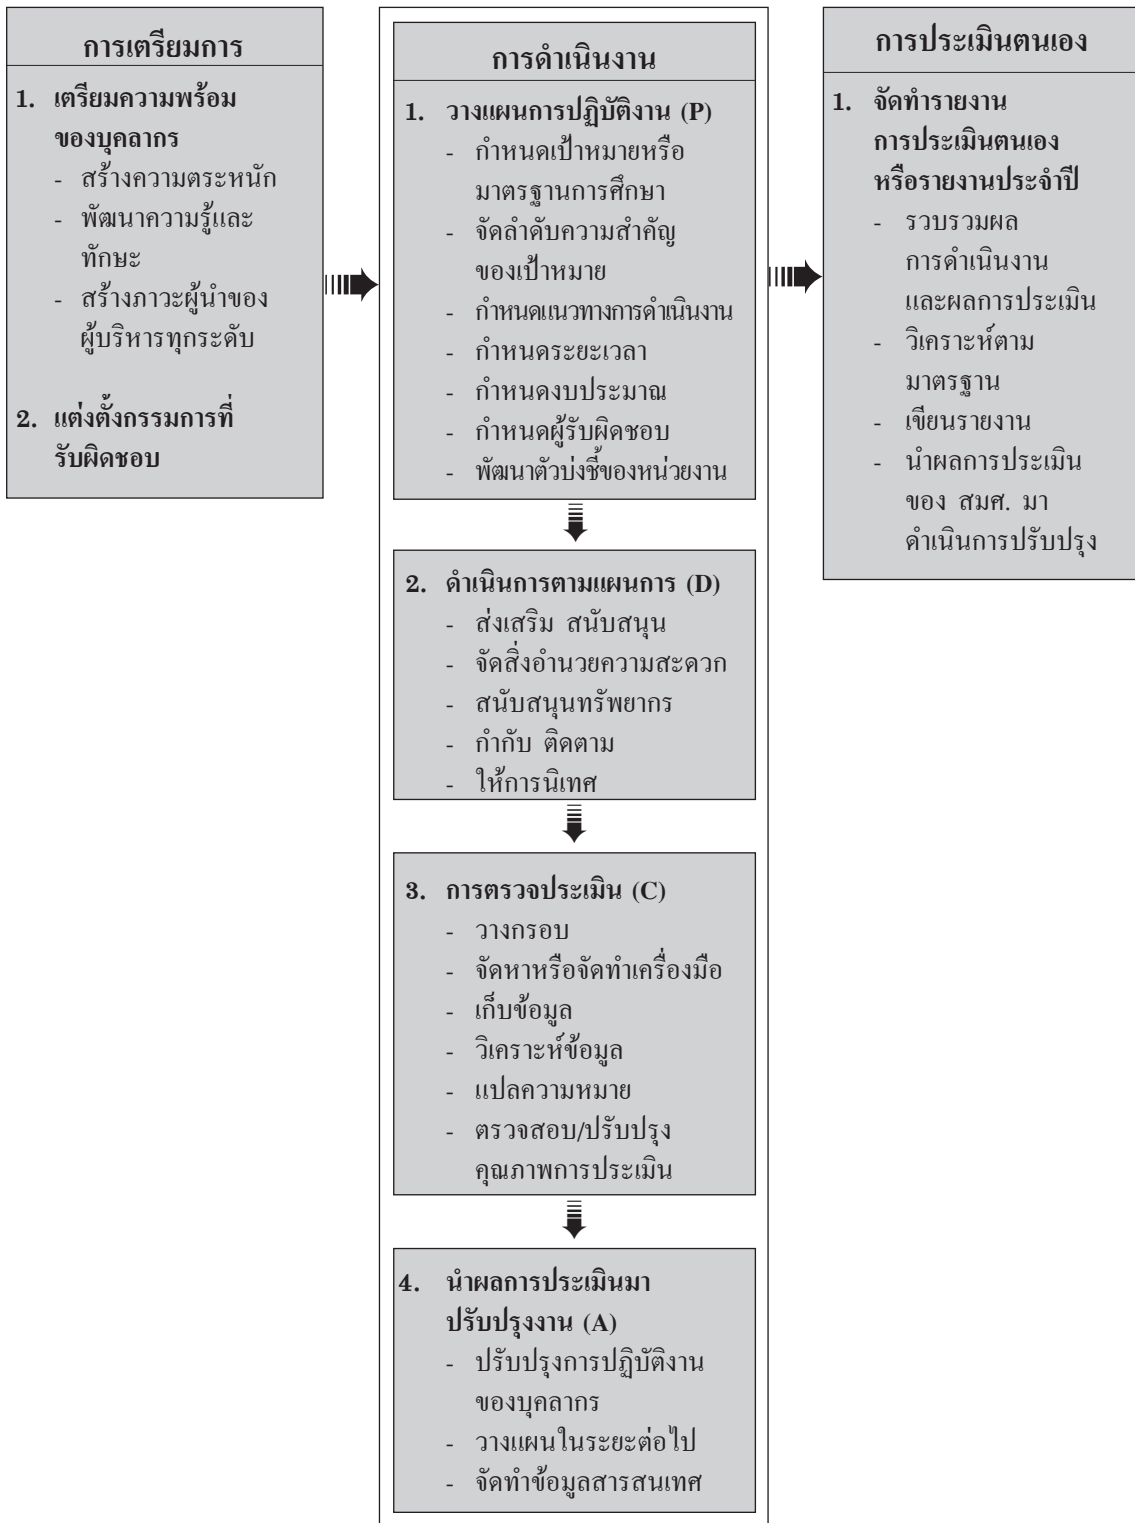 การเตรียมการ
1. เตรียมความพร้อม
ของบุคลากร
- สร้างความตระหนัก
- พัฒนาความรู้และ
ทักษะ
- สร้างภาวะผู้นำของ
ผู้บริหารทุกระดับ
2. แต่งตั้งกรรมการที่
รับผิดชอบ
การดำเนินงาน
1. วางแผนการปฏิบัติงาน (P)
- กำหนดเป้าหมายหรือ
มาตรฐานการศึกษา
- จัดลำดับความสำคัญ
ของเป้าหมาย
- กำหนดแนวทางการดำเนินงาน
- กำหนดระยะเวลา
- กำหนดงบประมาณ
- กำหนดผู้รับผิดชอบ
- พัฒนาตัวบ่งชี้ของหน่วยงาน
2. ดำเนินการตามแผนการ (D)
- ส่งเสริม สนับสนุน
- จัดสิ่งอำนวยความสะดวก
- สนับสนุนทรัพยากร
- กำกับ ติดตาม
- ให้การนิเทศ
3. การตรวจประเมิน (C)
- วางกรอบ
- จัดหาหรือจัดทำเครื่องมือ
- เก็บข้อมูล
- วิเคราะห์ข้อมูล
- แปลความหมาย
- ตรวจสอบ/ปรับปรุง
คุณภาพการประเมิน
4. นำผลการประเมินมา
ปรับปรุงงาน (A)
- ปรับปรุงการปฏิบัติงาน
ของบุคลากร
- วางแผนในระยะต่อไป
- จัดทำข้อมูลสารสนเทศ
การประเมินตนเอง
1. จัดทำรายงาน
การประเมินตนเอง
หรือรายงานประจำปี
- รวบรวมผล
การดำเนินงาน
และผลการประเมิน
- วิเคราะห์ตาม
มาตรฐาน
- เขียนรายงาน
- นำผลการประเมิน
ของ สมศ. มา
ดำเนินการปรับปรุง